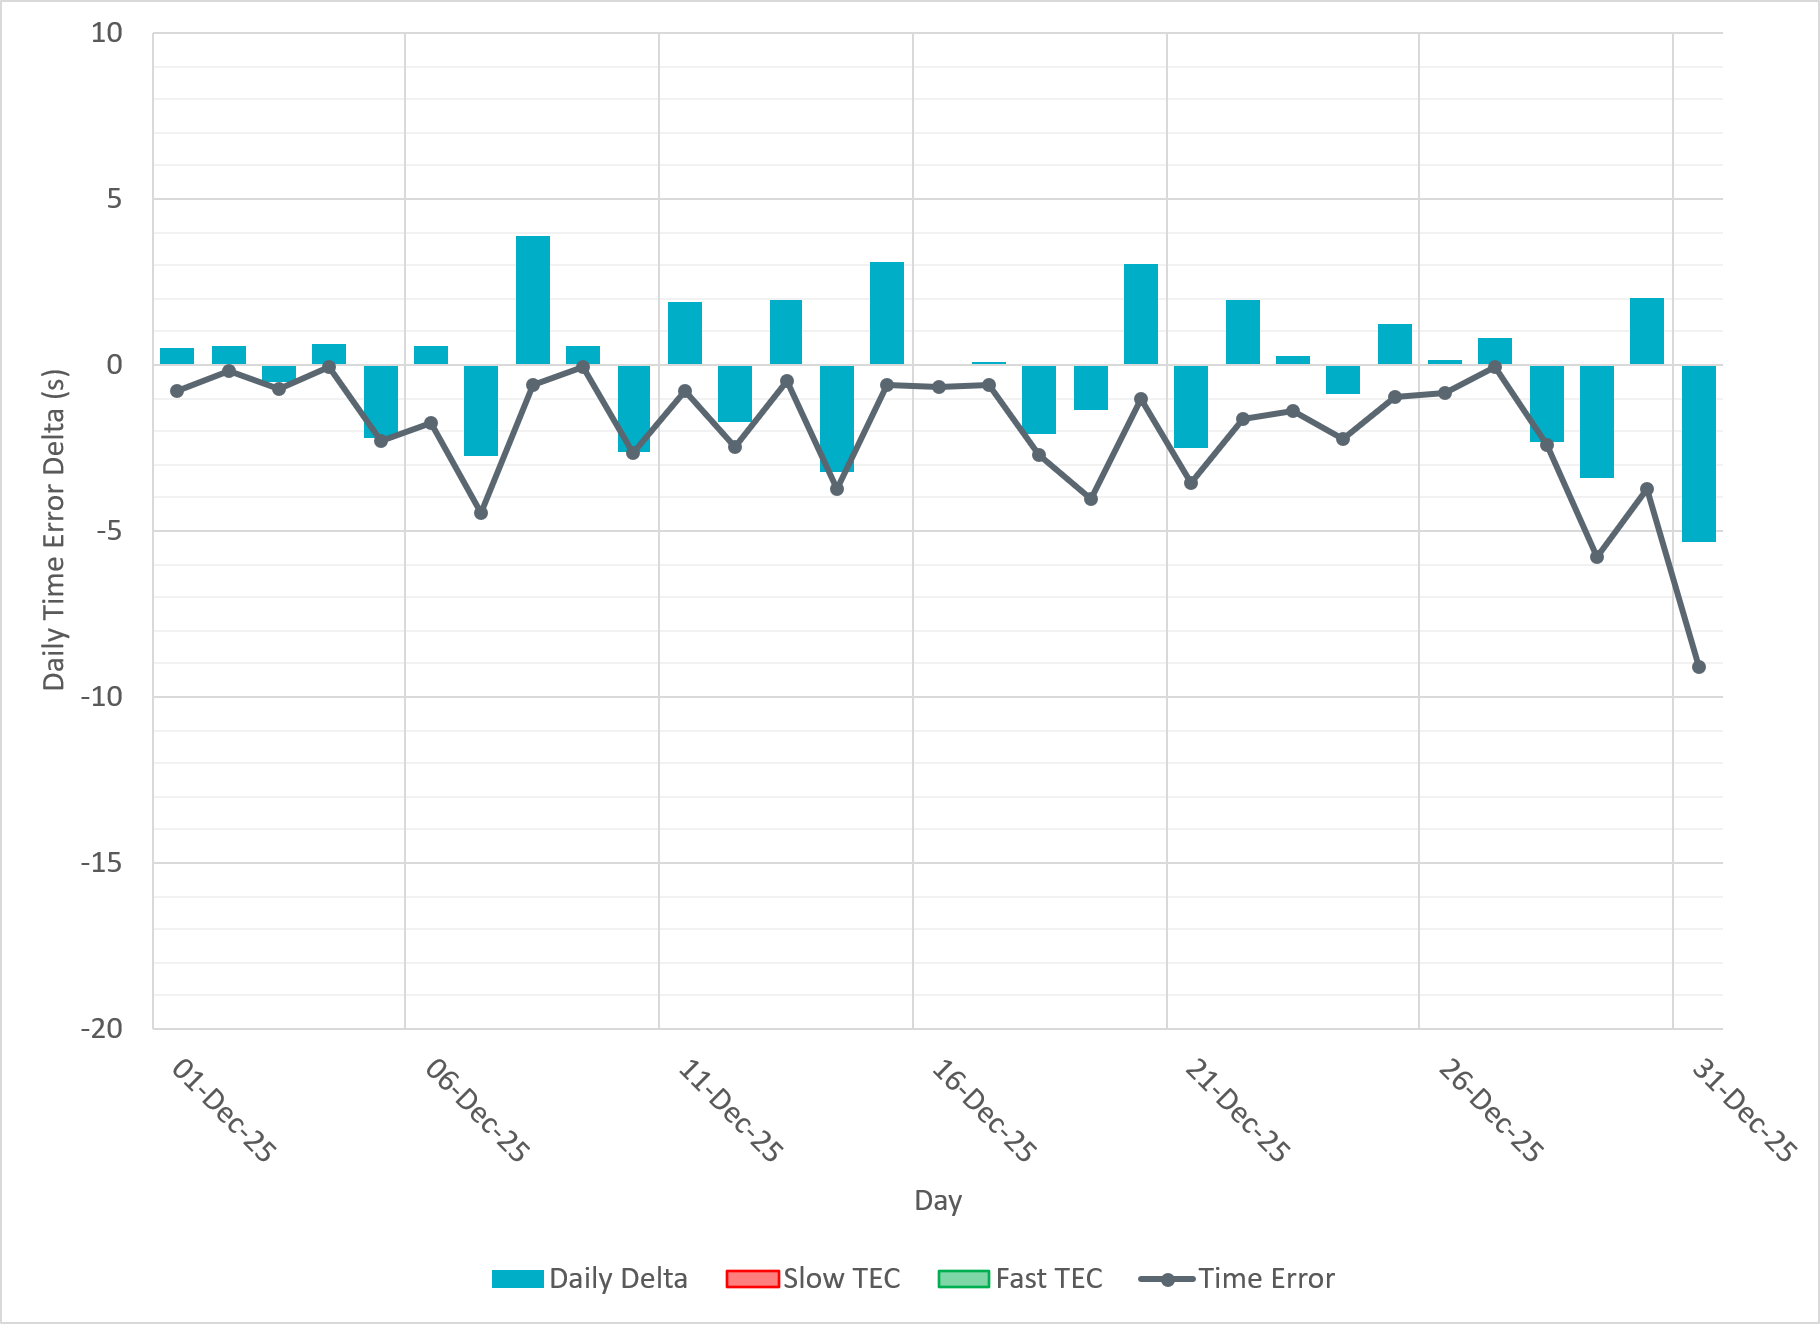 10
5
0
-5
-10
-15
-20
Daily Time Error Delta (s)
01-Dec-25
06-Dec-25
11-Dec-25
16-Dec-25
21-Dec-25
26-Dec-25
31-Dec-25
Day
Daily Delta
Slow TEC
Fast TEC
Time Error